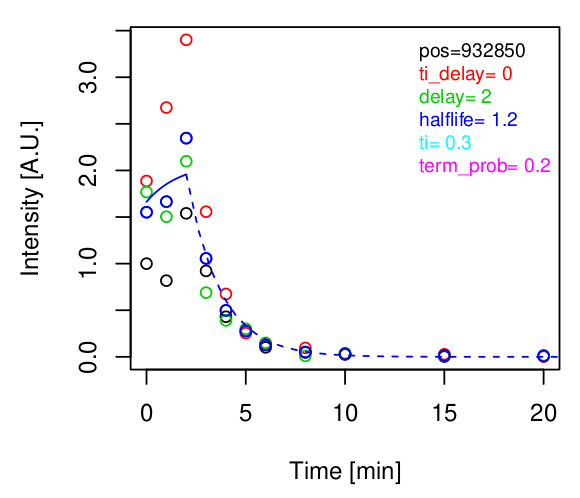 pos=932850
ti_delay= 0
delay= 2
halflife= 1.2
ti= 0.3
term_prob= 0.2
Intensity [A.U.]
3.0
2.0
1.0
0.0
0 5 10 15 20
Time [min]